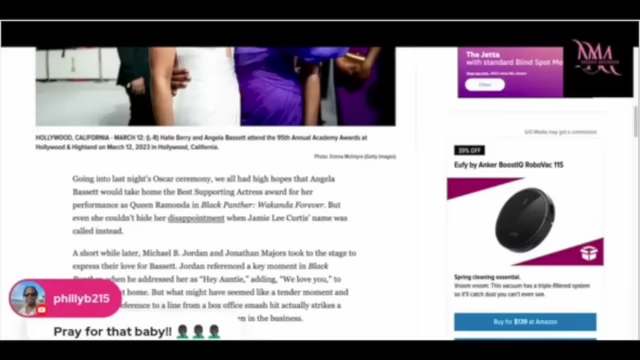 The Jetta
with standard Blind Spot Mo
HOLLYWOOD, CALIFORNIA - MARCH 12: (L-R) Halle Berry and Angela Bassett attend the 95th Annual Academy Awards at
Hollywood & Highland on March 12, 2023 in Hollywood, California.
Photo: Emma McIntyre (Getty Images)
G/O Media may get a commission
Going into last night's Oscar ceremony, we all had high hopes that Angela
Bassett would take home the Best Supporting Actress award for her
performance as Queen Ramonda in Black Panther: Wakanda Forever. But
even she couldn't hide her disappointment when Jamie Lee Curtis' name was
called instead.
A short while later, Michael B. Jordan and Jonathan Majors took to the stage to
express their love for Bassett. Jordan referenced a key moment in Black
when he addressed her as "Hey Auntie," adding, "We love you," to
t home. But what might have seemed like a tender moment and
ference to a line from a box office smash hit actually strikes a
en in the business.
33% OFF
Eufy by Anker BoostIQ RoboVac 11S
Spring cleaning essential.
Vroom vroom: This vacuum has a triple-filtered system
so it'll catch dust you can't even see.
Buy for $139 at Amazon
phillyb215
Pray for that baby!!